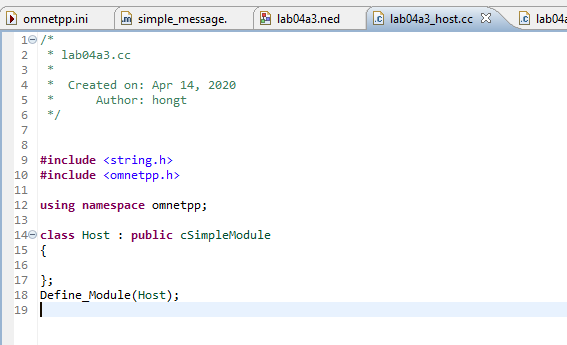 omnetpp.ini simple_message. lab04a3.ned lab04a3_host.cc lab04a
1 /*
2 * lab04a3.cc
3 *
4 * Created on: Apr 14, 2020
5 * Author: hongt
6 */
7
8
9 #include <string.h>
10 #include <omnetpp.h>
11
12 using namespace omnetpp;
13
14 class Host : public cSimpleModule
15 {
16
17 };
18 Define_Module(Host);
19